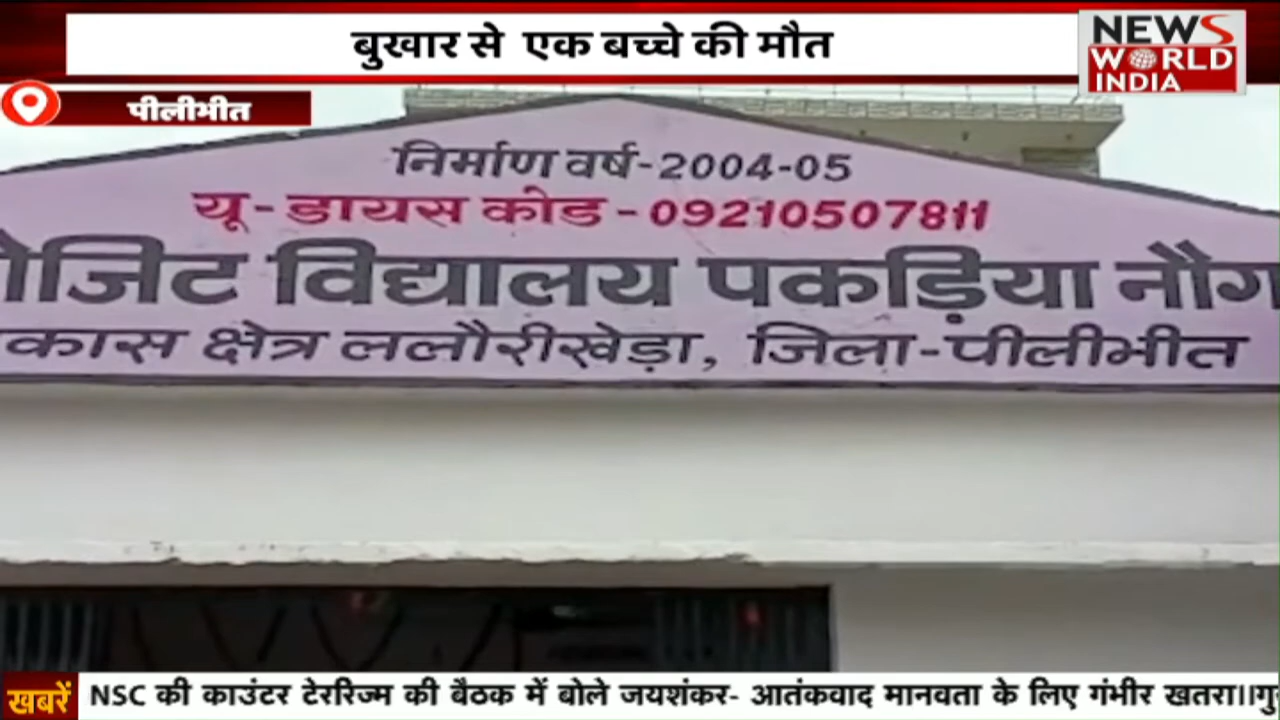 बुखार से एक बच्चे की मौत
NEWS
WORLD
INDIA
पीलीभीत
निर्माण वर्ष-2004-05
यू-डायस कोड-09210507811
विद्यालय पकड़िया
क्षेत्र ललौरीखेड़ा, जिला-पीलीभीत
खबरें NSC की काउंटर टेररिज्म की बैठक में बोले जयशंकर- आतंकवाद मानवता के लिए गंभीर खतरा।।